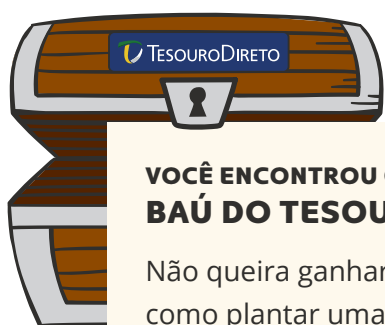 TESOURODIRETO
VOCÊ ENCONTROU
BAÚ DO TESOU
Não queira ganhar
como plantar uma